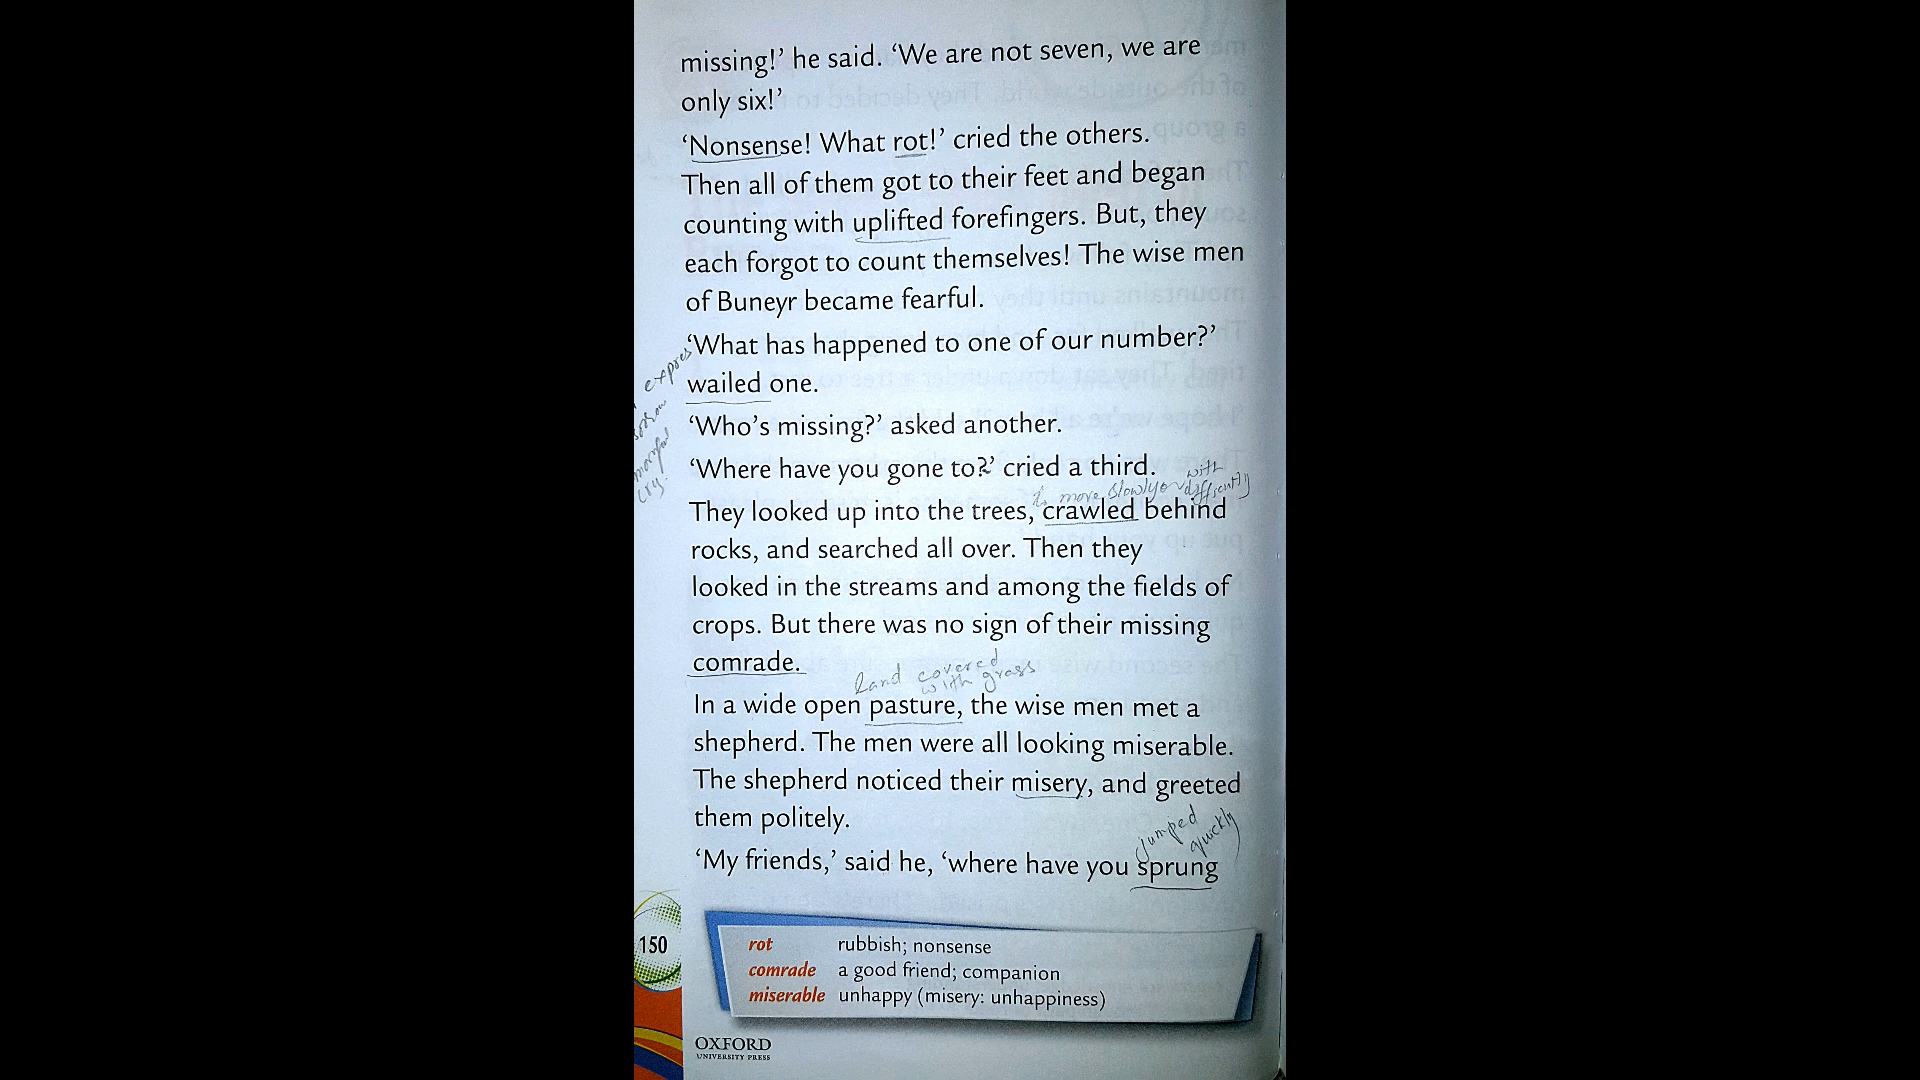 missing!’ he said. ‘We are not seven, we are
only six!’
‘Nonsense! What rot!’ cried the others.
Then all of them got to their feet and began
counting with uplifted forefingers. But, they
each forgot to count themselves! The wise men
of Buneyr became fearful.
‘What has happened to one of our number?’
expres
wailed one.
sorrow
‘Who’s missing?’ asked another.
cry.
‘Where have you gone to?’ cried a third.
with
to move slowly or
They looked up into the trees, crawled behind
rocks, and searched all over. Then they
looked in the streams and among the fields of
crops. But there was no sign of their missing
comrade.
land covered
with grass
In a wide open pasture, the wise men met a
shepherd. The men were all looking miserable.
The shepherd noticed their misery, and greeted
them politely.
jumped
quickly
‘My friends,’ said he, ‘where have you sprung
150
rot rubbish; nonsense
comrade a good friend; companion
miserable unhappy (misery: unhappiness)
OXFORD
UNIVERSITY PRESS